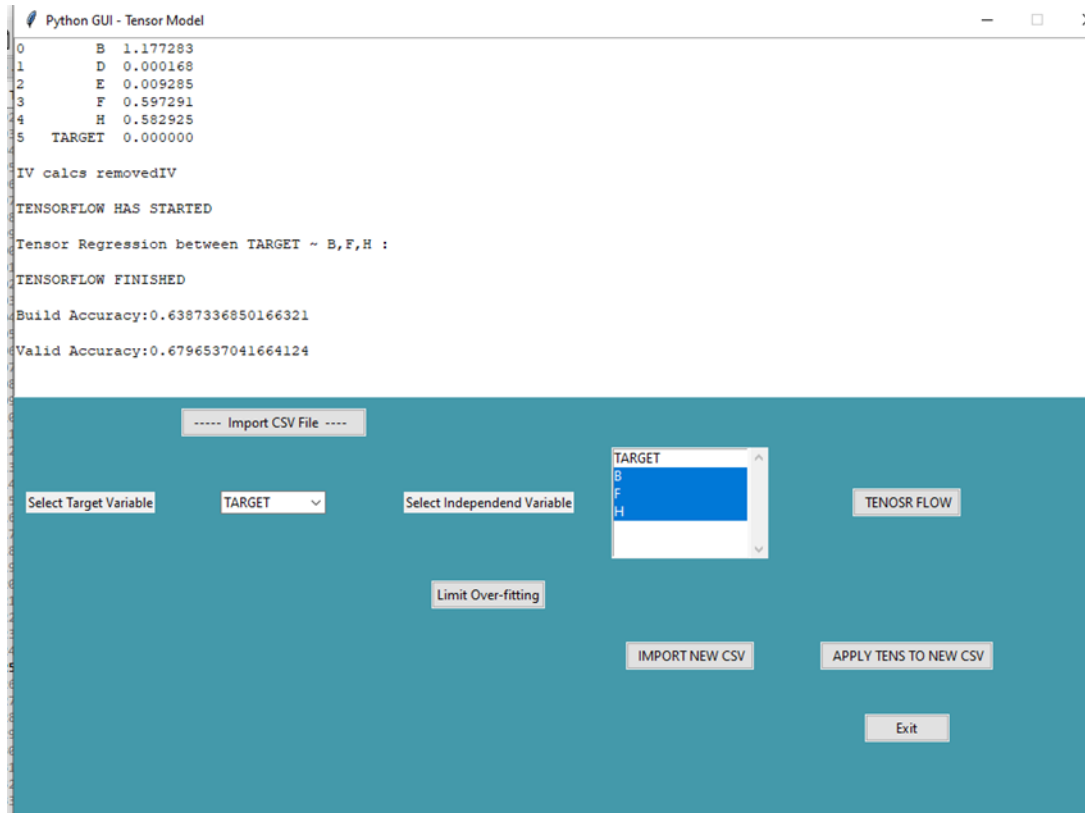 Python GUI - Tensor Model
0 B 1.177283
1 D 0.000168
2 E 0.009285
3 F 0.597291
4 H 0.582925
5 TARGET 0.000000
IV calcs removedIV
TENSORFLOW HAS STARTED
Tensor Regression between TARGET ~ B,F,H :
TENSORFLOW FINISHED
Build Accuracy:0.6387336850166321
Valid Accuracy:0.6796537041664124
----- Import CSV File ----
Select Target Variable
TARGET
Select Independend Variable
TARGET
B
F
H
TENOSR FLOW
Limit Over-fitting
IMPORT NEW CSV
APPLY TENS TO NEW CSV
Exit